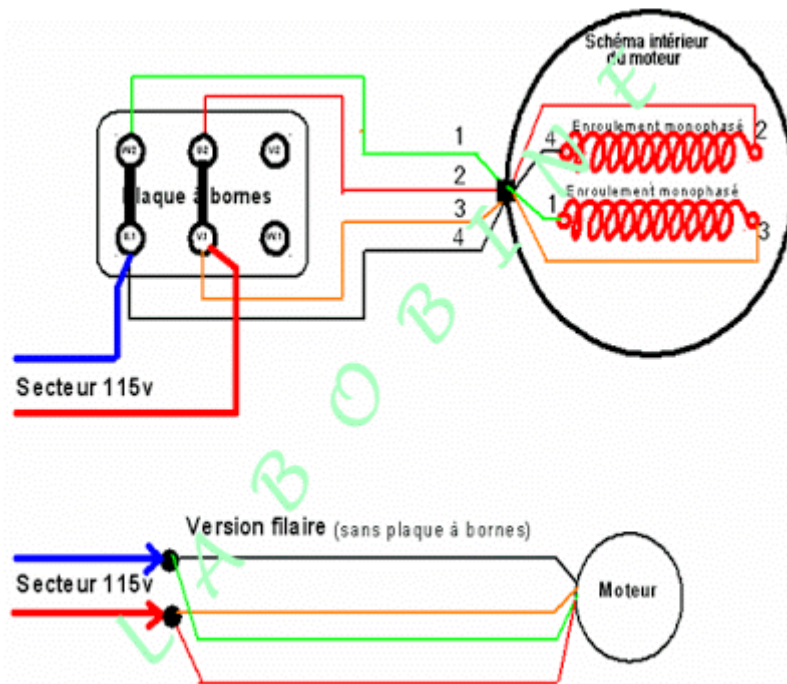 Schéma intérieur
du moteur
Enroulement monophasé
4
2
Enroulement monophasé
1
3
1
2
3
4
W2
U2
V2
Plaque à bornes
U1
V1
W1
Secteur 115v
Version filaire (sans plaque à bornes)
Secteur 115v
Moteur
LABOBINE